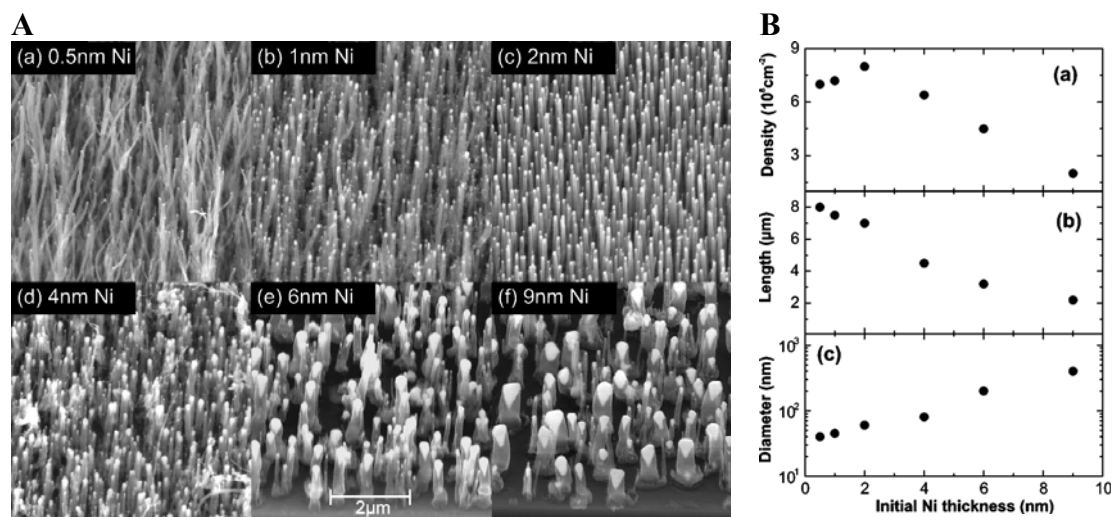 A
(a) 0.5nm Ni
(b) 1nm Ni
(c) 2nm Ni
(d) 4nm Ni
(e) 6nm Ni
(f) 9nm Ni
2μm
B
9
6
3
Density (10⁸cm⁻²)
(a)
8
6
4
2
Length (μm)
(b)
10³
10²
10¹
Diameter (nm)
(c)
0 2 4 6 8 10
Initial Ni thickness (nm)